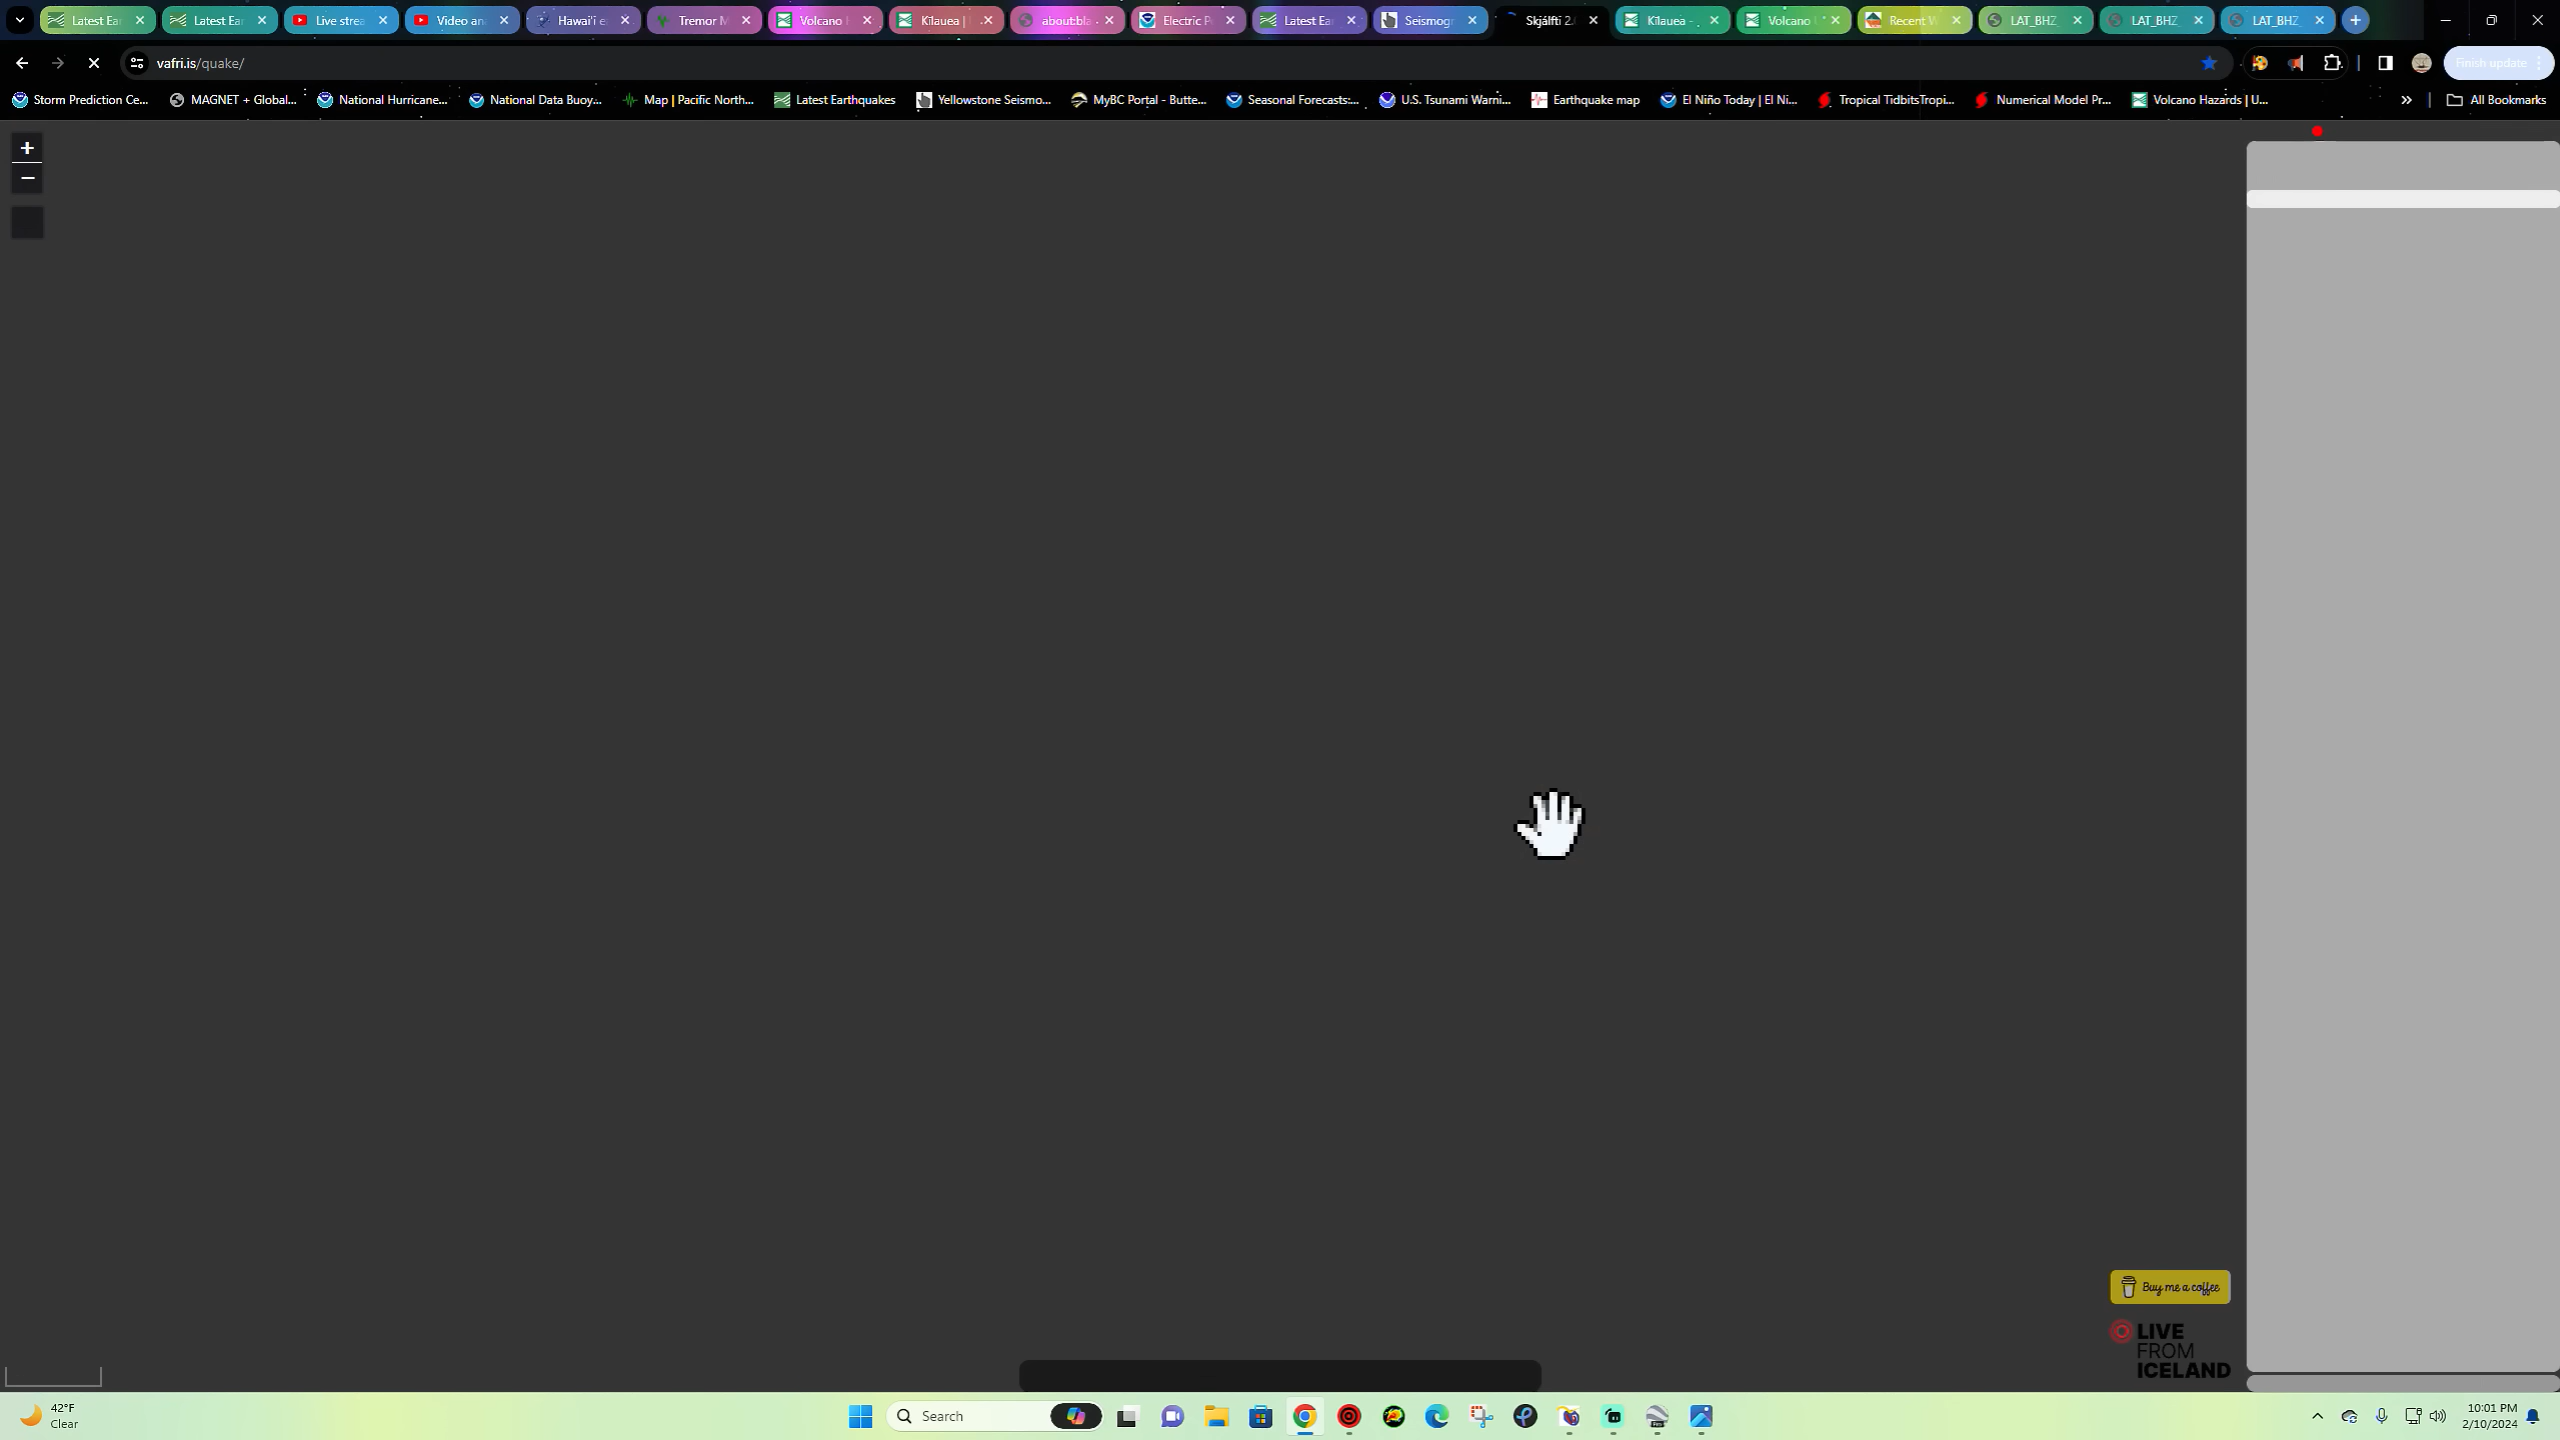 Latest Ear
Latest Ear
Live strea
Video an
Hawai'i e
Tremor M
Volcano
Kīlauea |
about:bla
Electric P
Latest Ear
Seismogr
Skjálfti 2.
Kīlauea -
Volcano
Recent
LAT_BHZ_
LAT_BHZ
LAT_BHZ_
vafri.is/quake/
Finish update
Storm Prediction Ce...
MAGNET + Global...
National Hurricane...
National Data Buoy...
Map | Pacific North...
Latest Earthquakes
Yellowstone Seismo...
MyBC Portal - Butte...
Seasonal Forecasts:...
U.S. Tsunami Warni...
Earthquake map
El Niño Today | El Ni...
Tropical TidbitsTropi...
Numerical Model Pr...
Volcano Hazards | U...
All Bookmarks
+
−
Buy me a coffee
LIVE
FROM
ICELAND
42°F
Clear
Search
10:01 PM
2/10/2024